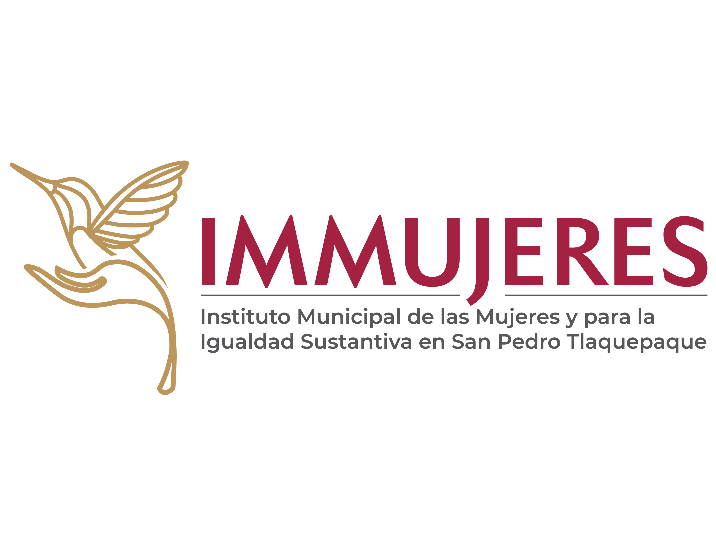 IMMUJERES
Instituto Municipal de las Mujeres y para la
Igualdad Sustantiva en San Pedro Tlaquepaque